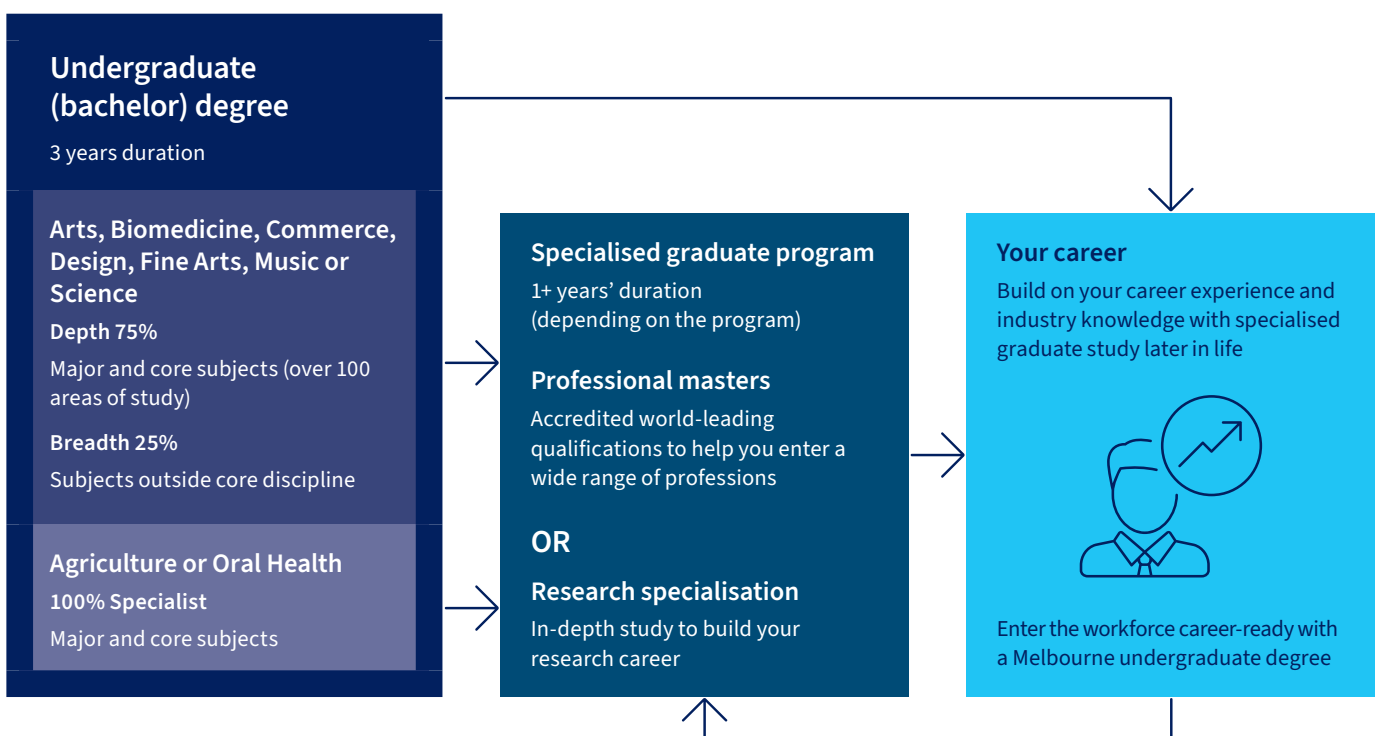 Undergraduate
(bachelor) degree
3 years duration
Arts, Biomedicine, Commerce,
Design, Fine Arts, Music or
Science
Depth 75%
Major and core subjects (over 100
areas of study)
Breadth 25%
Subjects outside core discipline
Agriculture or Oral Health
100% Specialist
Major and core subjects
Specialised graduate program
1+ years’ duration
(depending on the program)
Professional masters
Accredited world-leading
qualifications to help you enter a
wide range of professions
OR
Research specialisation
In-depth study to build your
research career
Your career
Build on your career experience and
industry knowledge with specialised
graduate study later in life
Enter the workforce career-ready with
a Melbourne undergraduate degree